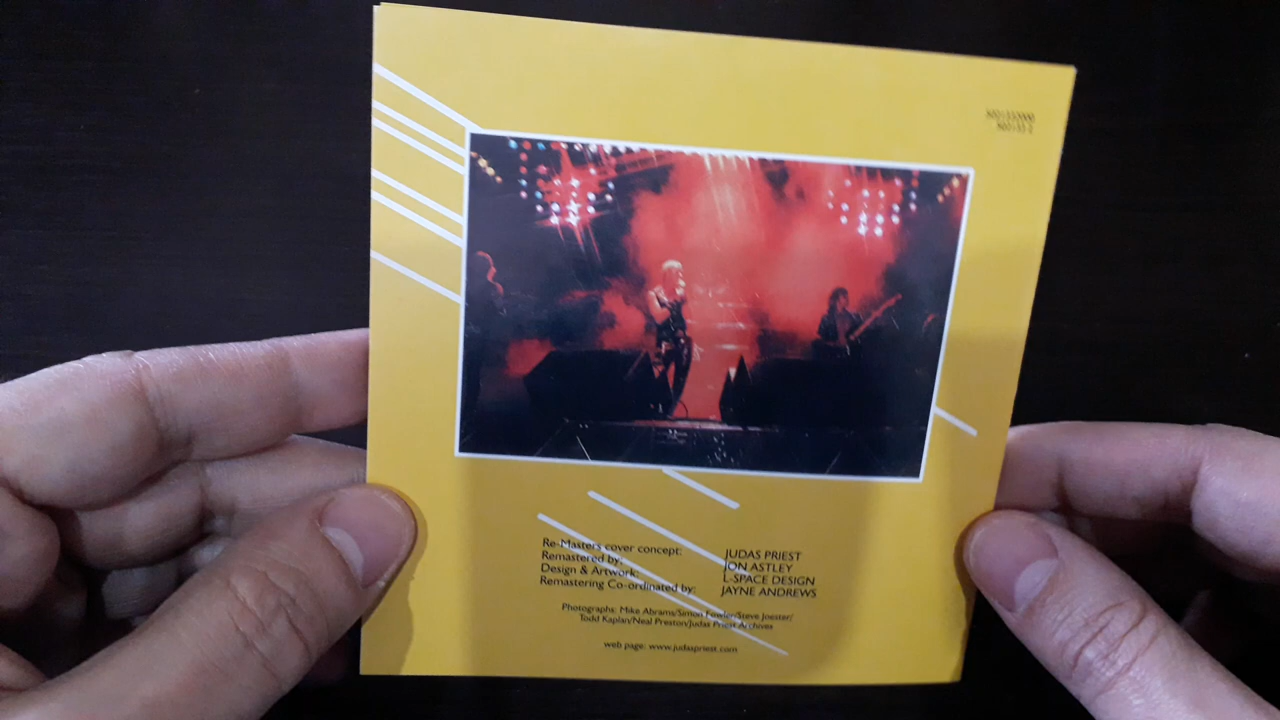 Re-Masters cover concept: JUDAS PRIEST
Remastered by: JON ASTLEY
Design & Artwork: L-SPACE DESIGN
Remastering Co-ordinated by: JAYNE ANDREWS
Photographs: Mike Abrams/Simon Fowler/Steve Joester/
Todd Kaplan/Neal Preston/Judas Priest Archives
web page: www.judaspriest.com